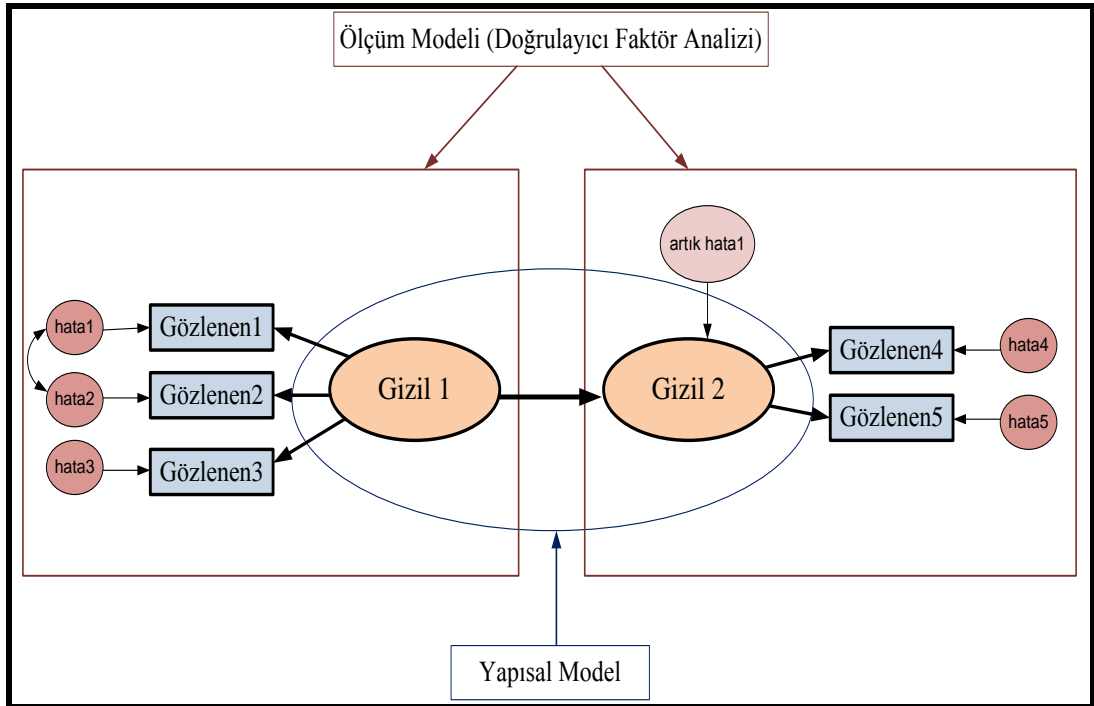 Ölçüm Modeli (Doğrulayıcı Faktör Analizi)
artık hata1
hata1
Gözlenen1
hata2
Gözlenen2
hata3
Gözlenen3
Gizil 1
Gizil 2
Gözlenen4
hata4
Gözlenen5
hata5
Yapısal Model